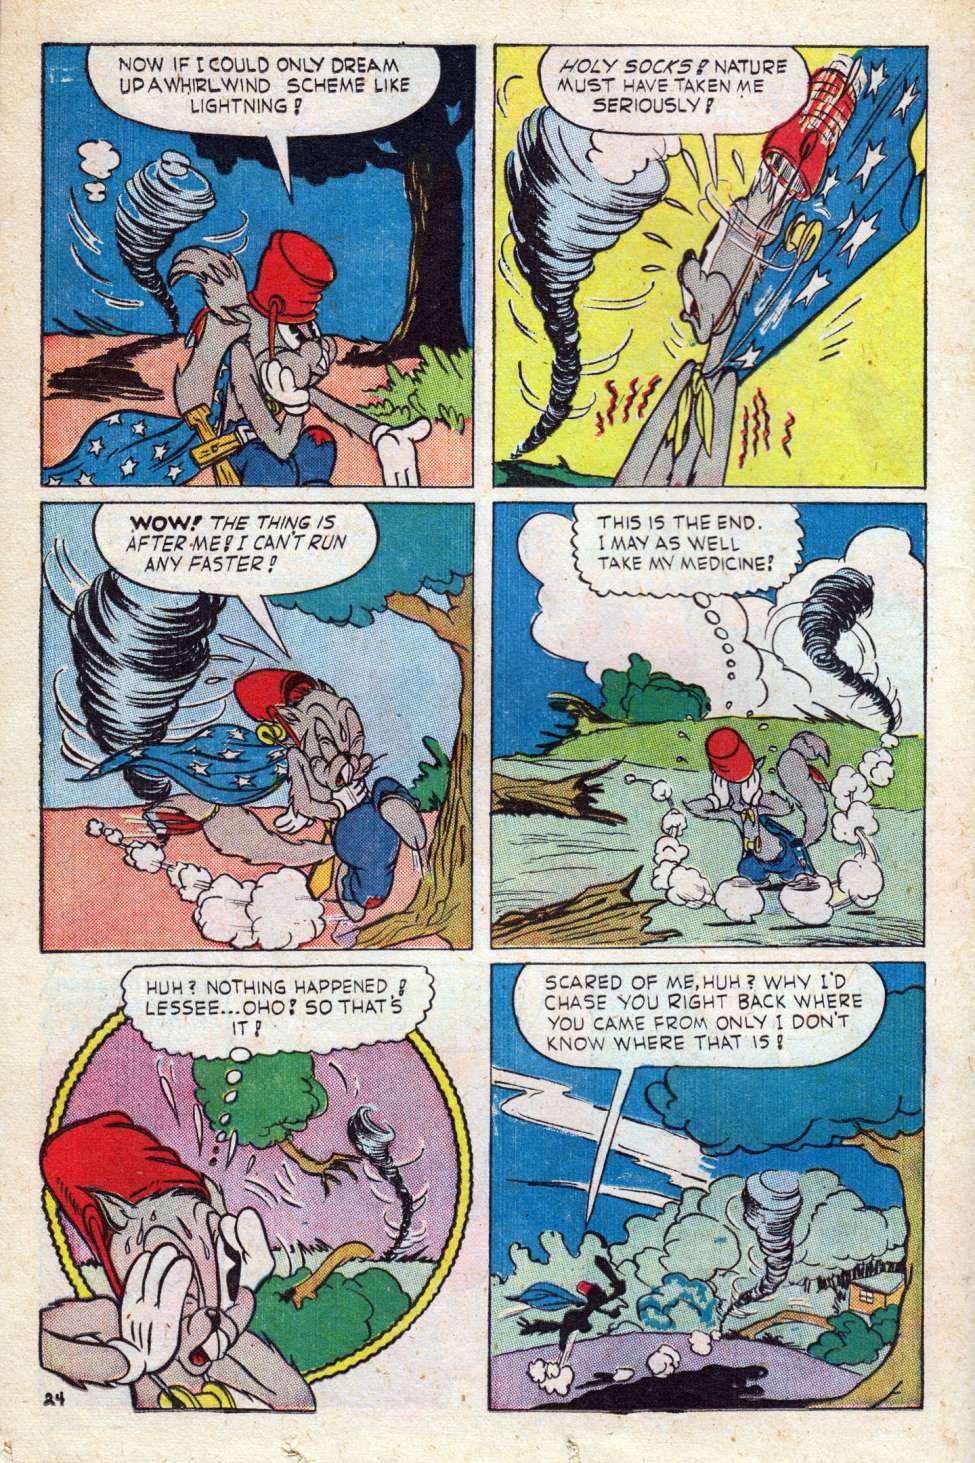 NOW IF I COULD ONLY DREAM
UP A WHIRLWIND SCHEME LIKE
LIGHTNING!
HOLY SOCKS! NATURE
MUST HAVE TAKEN ME
SERIOUSLY!
WOW! THE THING IS
AFTER ME! I CAN'T RUN
ANY FASTER!
THIS IS THE END.
I MAY AS WELL
TAKE MY MEDICINE!
HUH? NOTHING HAPPENED!
LESSEE...OHO! SO THAT'S
IT!
SCARED OF ME, HUH? WHY I'D
CHASE YOU RIGHT BACK WHERE
YOU CAME FROM ONLY I DON'T
KNOW WHERE THAT IS!
24